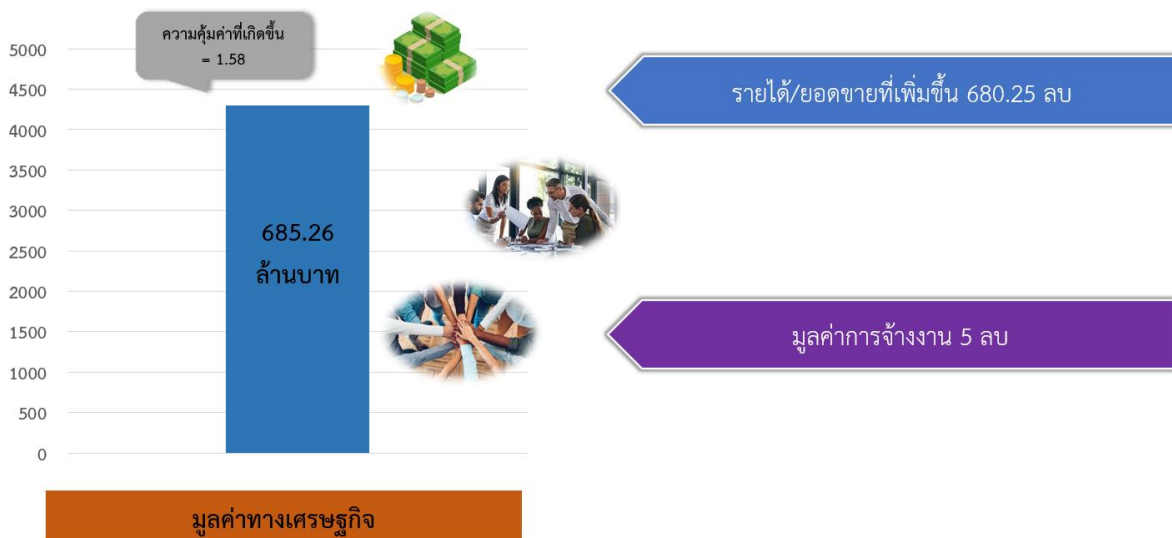 ความคุ้มค่าที่เกิดขึ้น
= 1.58
5000
4500
4000
3500
3000
2500
2000
1500
1000
500
0
685.26
ล้านบาท
มูลค่าทางเศรษฐกิจ
รายได้/ยอดขายที่เพิ่มขึ้น 680.25 ลบ
มูลค่าการจ้างงาน 5 ลบ